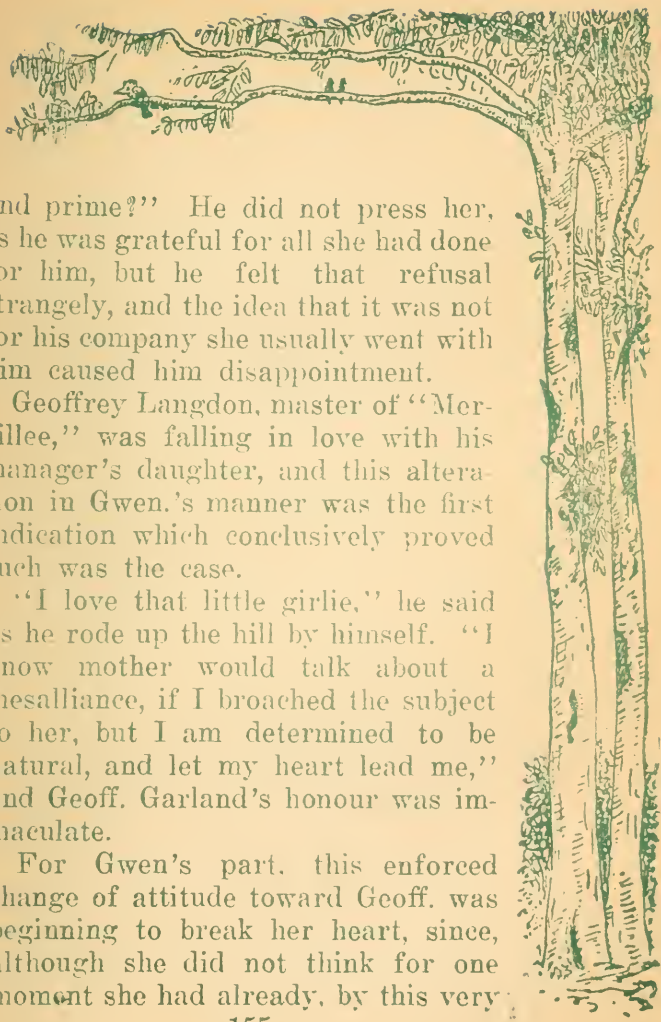 nd prime?" He did not press her,
s he was grateful for all she had done
or him, but he felt that refusal
trangely, and the idea that it was not
or his company she usually went with
im caused him disappointment.
Geoffrey Langdon, master of "Mer-
illee," was falling in love with his
nanager's daughter, and this altera-
ion in Gwen.'s manner was the first
ndication which conclusively proved
uch was the case.
"I love that little girlie," he said
s he rode up the hill by himself. "I
now mother would talk about a
nesalliance, if I broached the subject
o her, but I am determined to be
atural, and let my heart lead me,"
nd Geoff. Garland's honour was im-
naculate.
For Gwen's part. this enforced
hange of attitude toward Geoff. was
beginning to break her heart, since,
although she did not think for one
moment she had already, by this very
155